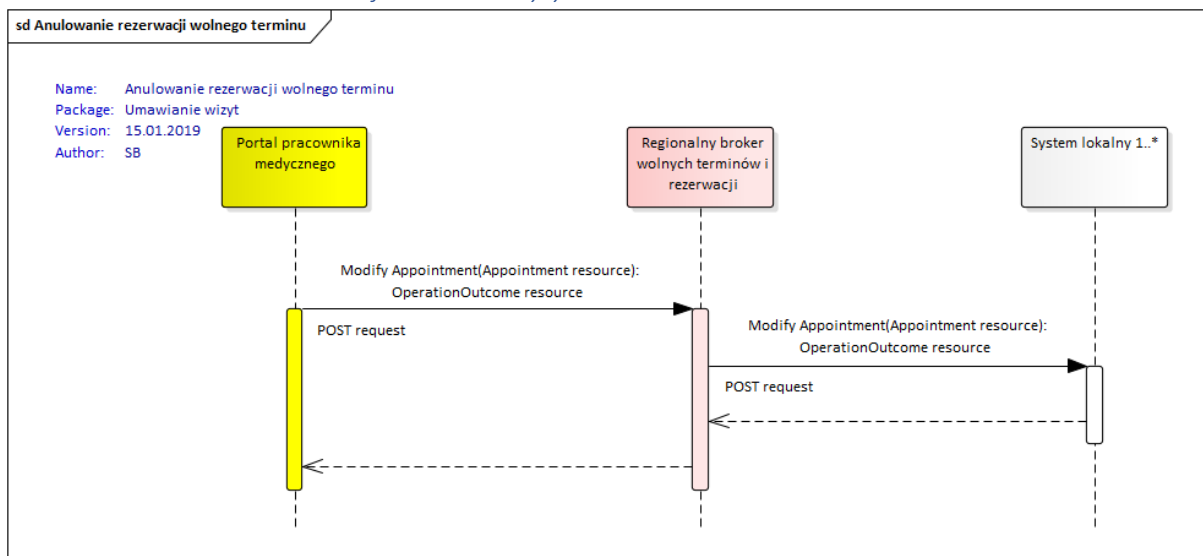 sd Anulowanie rezerwacji wolnego terminu
Name: Anulowanie rezerwacji wolnego terminu
Package: Umawianie wizyt
Version: 15.01.2019
Author: SB
Portal pracownika
medycznego
Regionalny broker
wolnych terminów i
rezerwacji
System lokalny 1..*
Modify Appointment(Appointment resource):
OperationOutcome resource
POST request
Modify Appointment(Appointment resource):
OperationOutcome resource
POST request